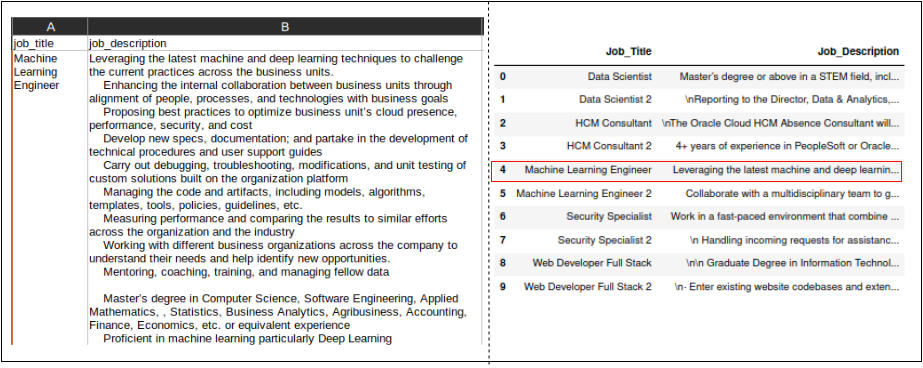 A B
job_title job_description
Machine Learning Engineer
Leveraging the latest machine and deep learning techniques to challenge
the current practices across the business units.
Enhancing the internal collaboration between business units through
alignment of people, processes, and technologies with business goals
Proposing best practices to optimize business unit's cloud presence,
performance, security, and cost
Develop new specs, documentation; and partake in the development of
technical procedures and user support guides
Carry out debugging, troubleshooting, modifications, and unit testing of
custom solutions built on the organization platform
Managing the code and artifacts, including models, algorithms,
templates, tools, policies, guidelines, etc.
Measuring performance and comparing the results to similar efforts
across the organization and the industry
Working with different business organizations across the company to
understand their needs and help identify new opportunities.
Mentoring, coaching, training, and managing fellow data
Master's degree in Computer Science, Software Engineering, Applied
Mathematics, , Statistics, Business Analytics, Agribusiness, Accounting,
Finance, Economics, etc. or equivalent experience
Proficient in machine learning particularly Deep Learning
Job_Title Job_Description
0 Data Scientist Master's degree or above in a STEM field, incl...
1 Data Scientist 2 \nReporting to the Director, Data & Analytics,...
2 HCM Consultant \nThe Oracle Cloud HCM Absence Consultant will...
3 HCM Consultant 2 4+ years of experience in PeopleSoft or Oracle...
4 Machine Learning Engineer Leveraging the latest machine and deep learnin...
5 Machine Learning Engineer 2 Collaborate with a multidisciplinary team to g...
6 Security Specialist Work in a fast-paced environment that combine ...
7 Security Specialist 2 \n Handling incoming requests for assistanc...
8 Web Developer Full Stack \n\n Graduate Degree in Information Technol...
9 Web Developer Full Stack 2 \n· Enter existing website codebases and exten...